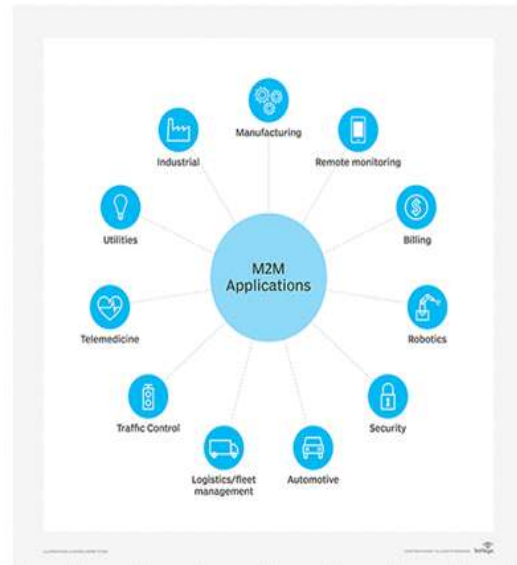 Manufacturing
Remote monitoring
Billing
Robotics
Security
Automotive
Logistics/fleet
management
Traffic Control
Telemedicine
Utilities
Industrial
M2M
Applications